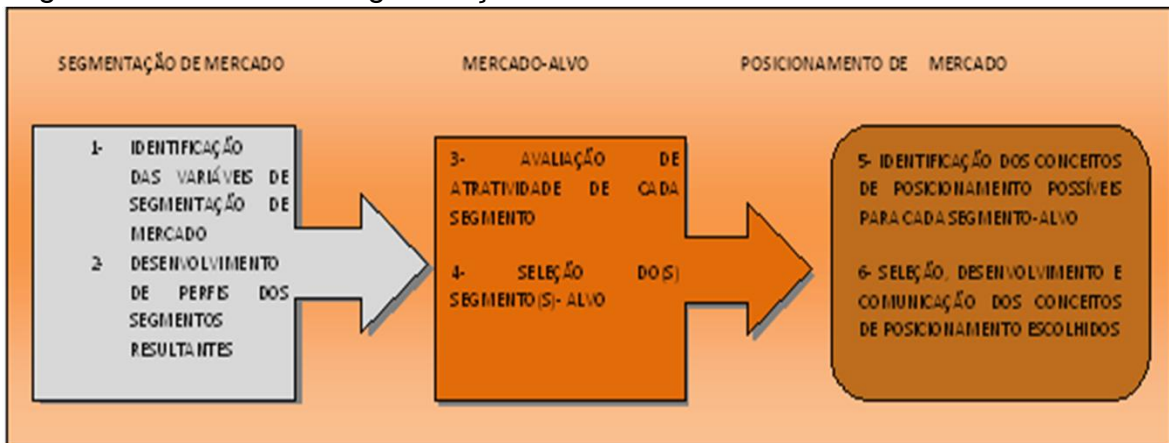 SEGMENTAÇÃO DE MERCADO
MERCADO-ALVO
POSICIONAMENTO DE MERCADO
1- IDENTIFICAÇÃO
DAS VARIÁVEIS DE
SEGMENTAÇÃO DE
MERCADO
2- DESENVOLVIMENTO
DE PERFIS DOS
SEGMENTOS
RESULTANTES
3- AVALIAÇÃO DE
ATRATIVIDADE DE CADA
SEGMENTO
4- SELEÇÃO DO(S)
SEGMENTO(S)- ALVO
5- IDENTIFICAÇÃO DOS CONCEITOS
DE POSICIONAMENTO POSSÍVEIS
PARA CADA SEGMENTO-ALVO
6- SELEÇÃO, DESENVOLVIMENTO E
COMUNICAÇÃO DOS CONCEITOS
DE POSICIONAMENTO ESCOLHIDOS